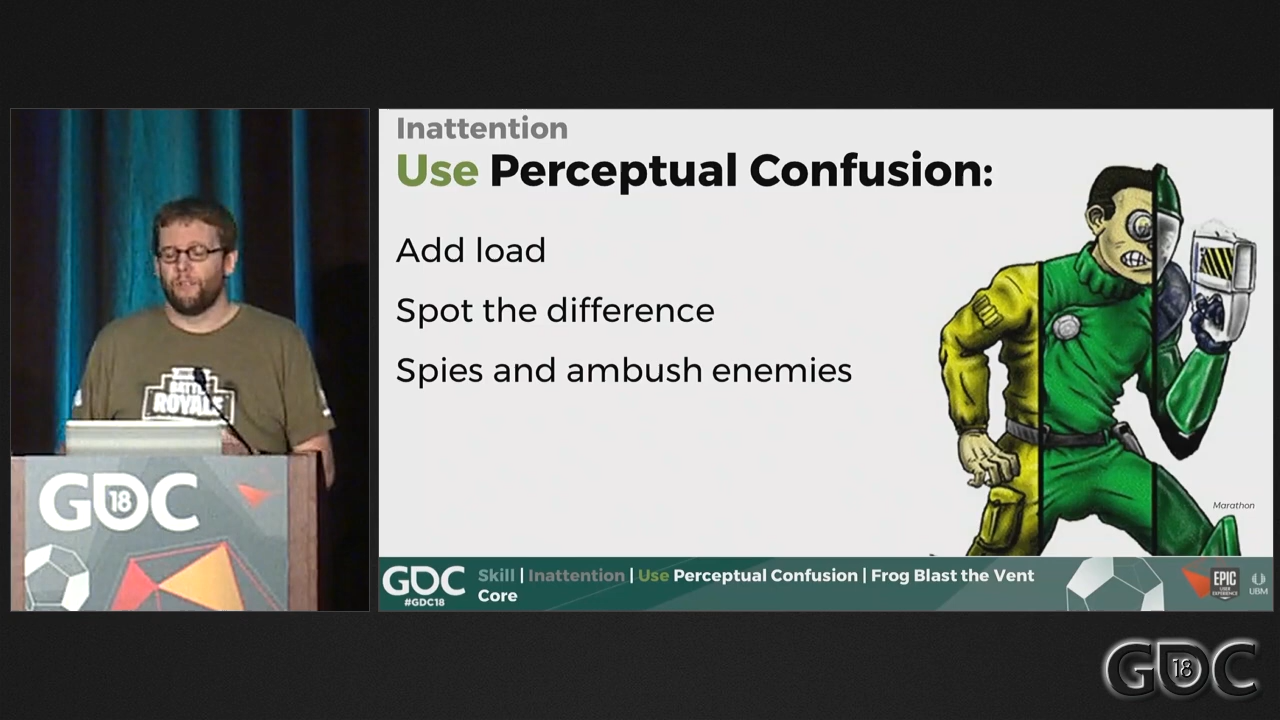 Inattention
Use Perceptual Confusion:
Add load
Spot the difference
Spies and ambush enemies
Marathon
BATTLE
ROYALE
GDC
18
GDC
#GDC18
Skill | Inattention | Use Perceptual Confusion | Frog Blast the Vent
Core
EPIC
UBM
GDC
18